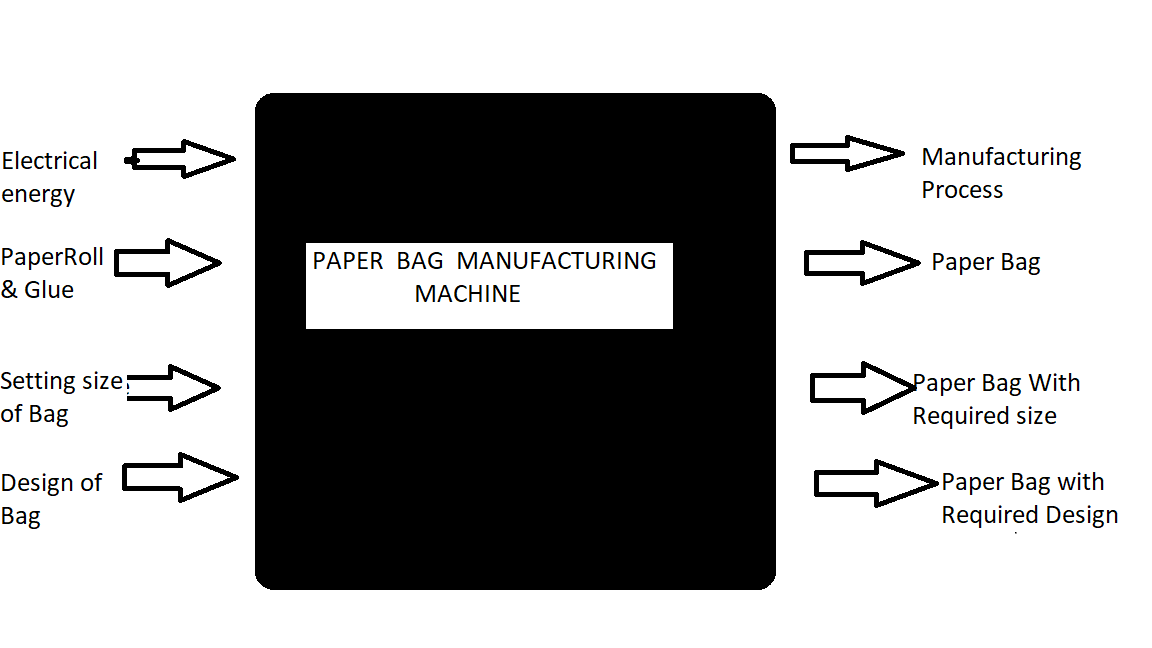 Electrical
energy
PaperRoll
& Glue
Setting size
of Bag
Design of
Bag
PAPER BAG MANUFACTURING
MACHINE
Manufacturing
Process
Paper Bag
Paper Bag With
Required size
Paper Bag with
Required Design